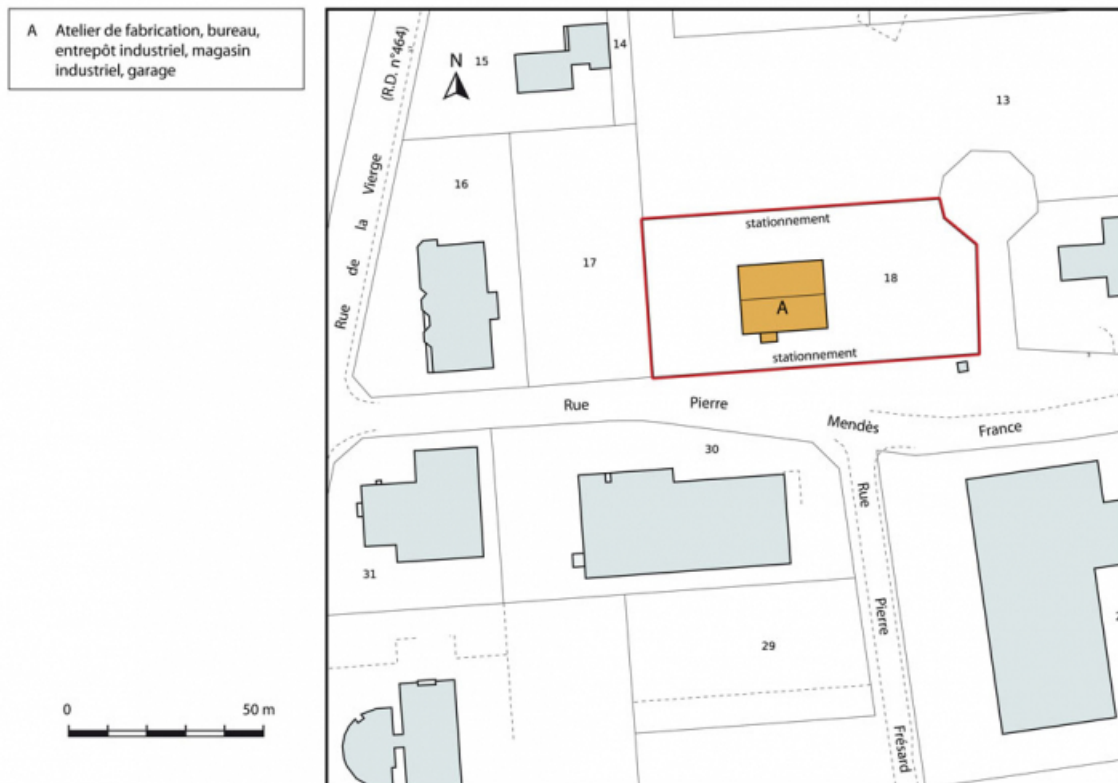 A Atelier de fabrication, bureau,
entrepôt industriel, magasin
industriel, garage
(R.D. n°464)
N
15
14
13
Rue de la Vierge
16
17
stationnement
18
A
stationnement
Rue Pierre Mendès France
30
31
Rue Pierre Frésard
29
0 50 m